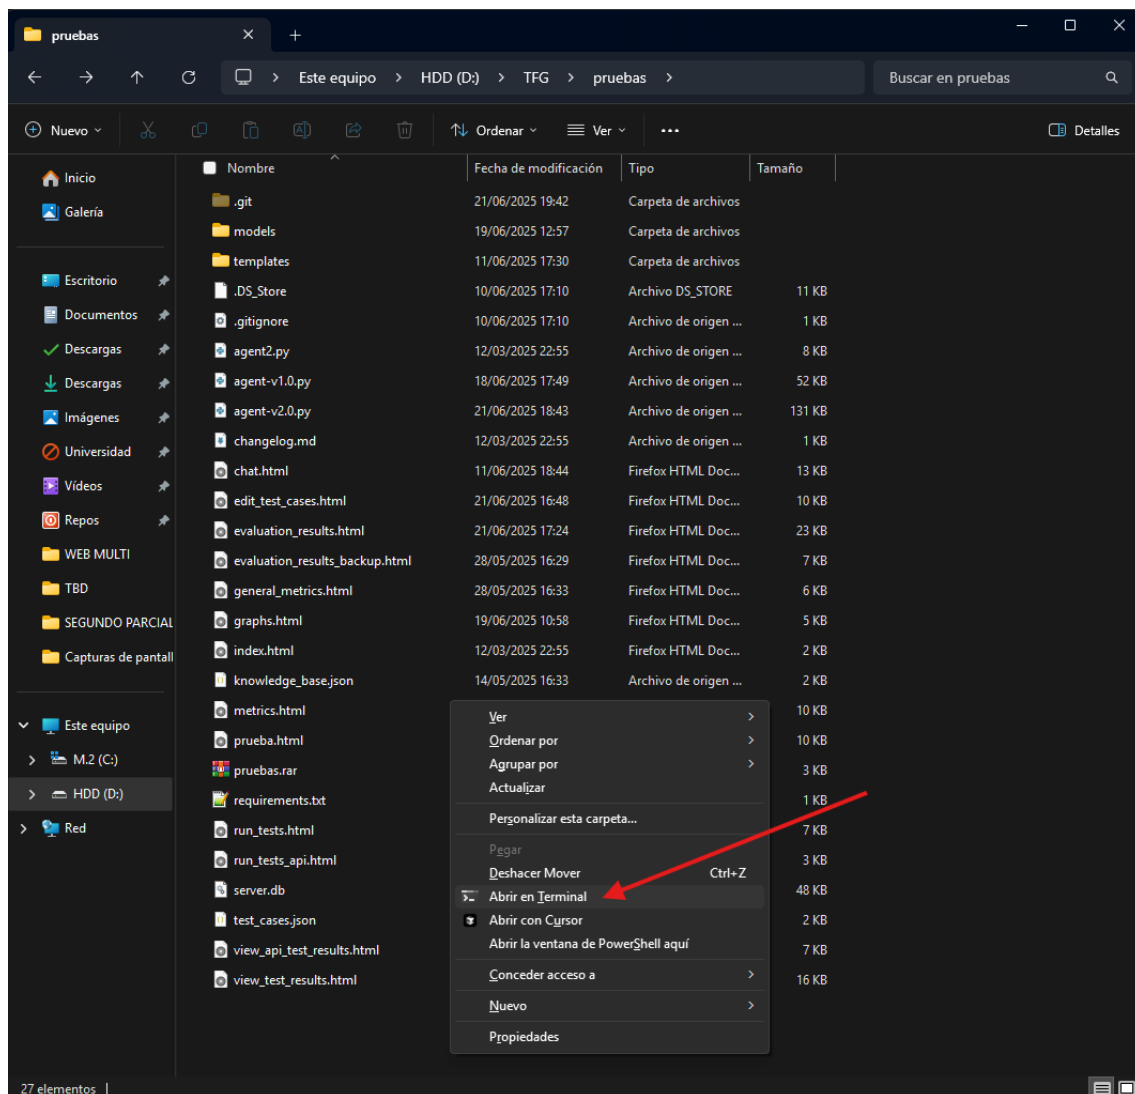 pruebas
Este equipo > HDD (D:) > TFG > pruebas >
Buscar en pruebas
Nuevo
Ordenar
Ver
Detalles
Inicio
Galería
Escritorio
Documentos
Descargas
Descargas
Imágenes
Universidad
Vídeos
Repos
WEB MULTI
TBD
SEGUNDO PARCIAL
Capturas de pantall
Este equipo
M.2 (C:)
HDD (D:)
Red
Nombre Fecha de modificación Tipo Tamaño
.git 21/06/2025 19:42 Carpeta de archivos
models 19/06/2025 12:57 Carpeta de archivos
templates 11/06/2025 17:30 Carpeta de archivos
.DS_Store 10/06/2025 17:10 Archivo DS_STORE 11 KB
.gitignore 10/06/2025 17:10 Archivo de origen ... 1 KB
agent2.py 12/03/2025 22:55 Archivo de origen ... 8 KB
agent-v1.0.py 18/06/2025 17:49 Archivo de origen ... 52 KB
agent-v2.0.py 21/06/2025 18:43 Archivo de origen ... 131 KB
changelog.md 12/03/2025 22:55 Archivo de origen ... 1 KB
chat.html 11/06/2025 18:44 Firefox HTML Doc... 13 KB
edit_test_cases.html 21/06/2025 16:48 Firefox HTML Doc... 10 KB
evaluation_results.html 21/06/2025 17:24 Firefox HTML Doc... 23 KB
evaluation_results_backup.html 28/05/2025 16:29 Firefox HTML Doc... 7 KB
general_metrics.html 28/05/2025 16:33 Firefox HTML Doc... 6 KB
graphs.html 19/06/2025 10:58 Firefox HTML Doc... 5 KB
index.html 12/03/2025 22:55 Firefox HTML Doc... 2 KB
knowledge_base.json 14/05/2025 16:33 Archivo de origen ... 2 KB
metrics.html 10 KB
prueba.html 10 KB
pruebas.rar 3 KB
requirements.txt 1 KB
run_tests.html 7 KB
run_tests_api.html 3 KB
server.db 48 KB
test_cases.json 2 KB
view_api_test_results.html 7 KB
view_test_results.html 16 KB
Ver
Ordenar por
Agrupar por
Actualizar
Personalizar esta carpeta...
Pegar
Deshacer Mover Ctrl+Z
Abrir en Terminal
Abrir con Cursor
Abrir la ventana de PowerShell aquí
Conceder acceso a
Nuevo
Propiedades
27 elementos